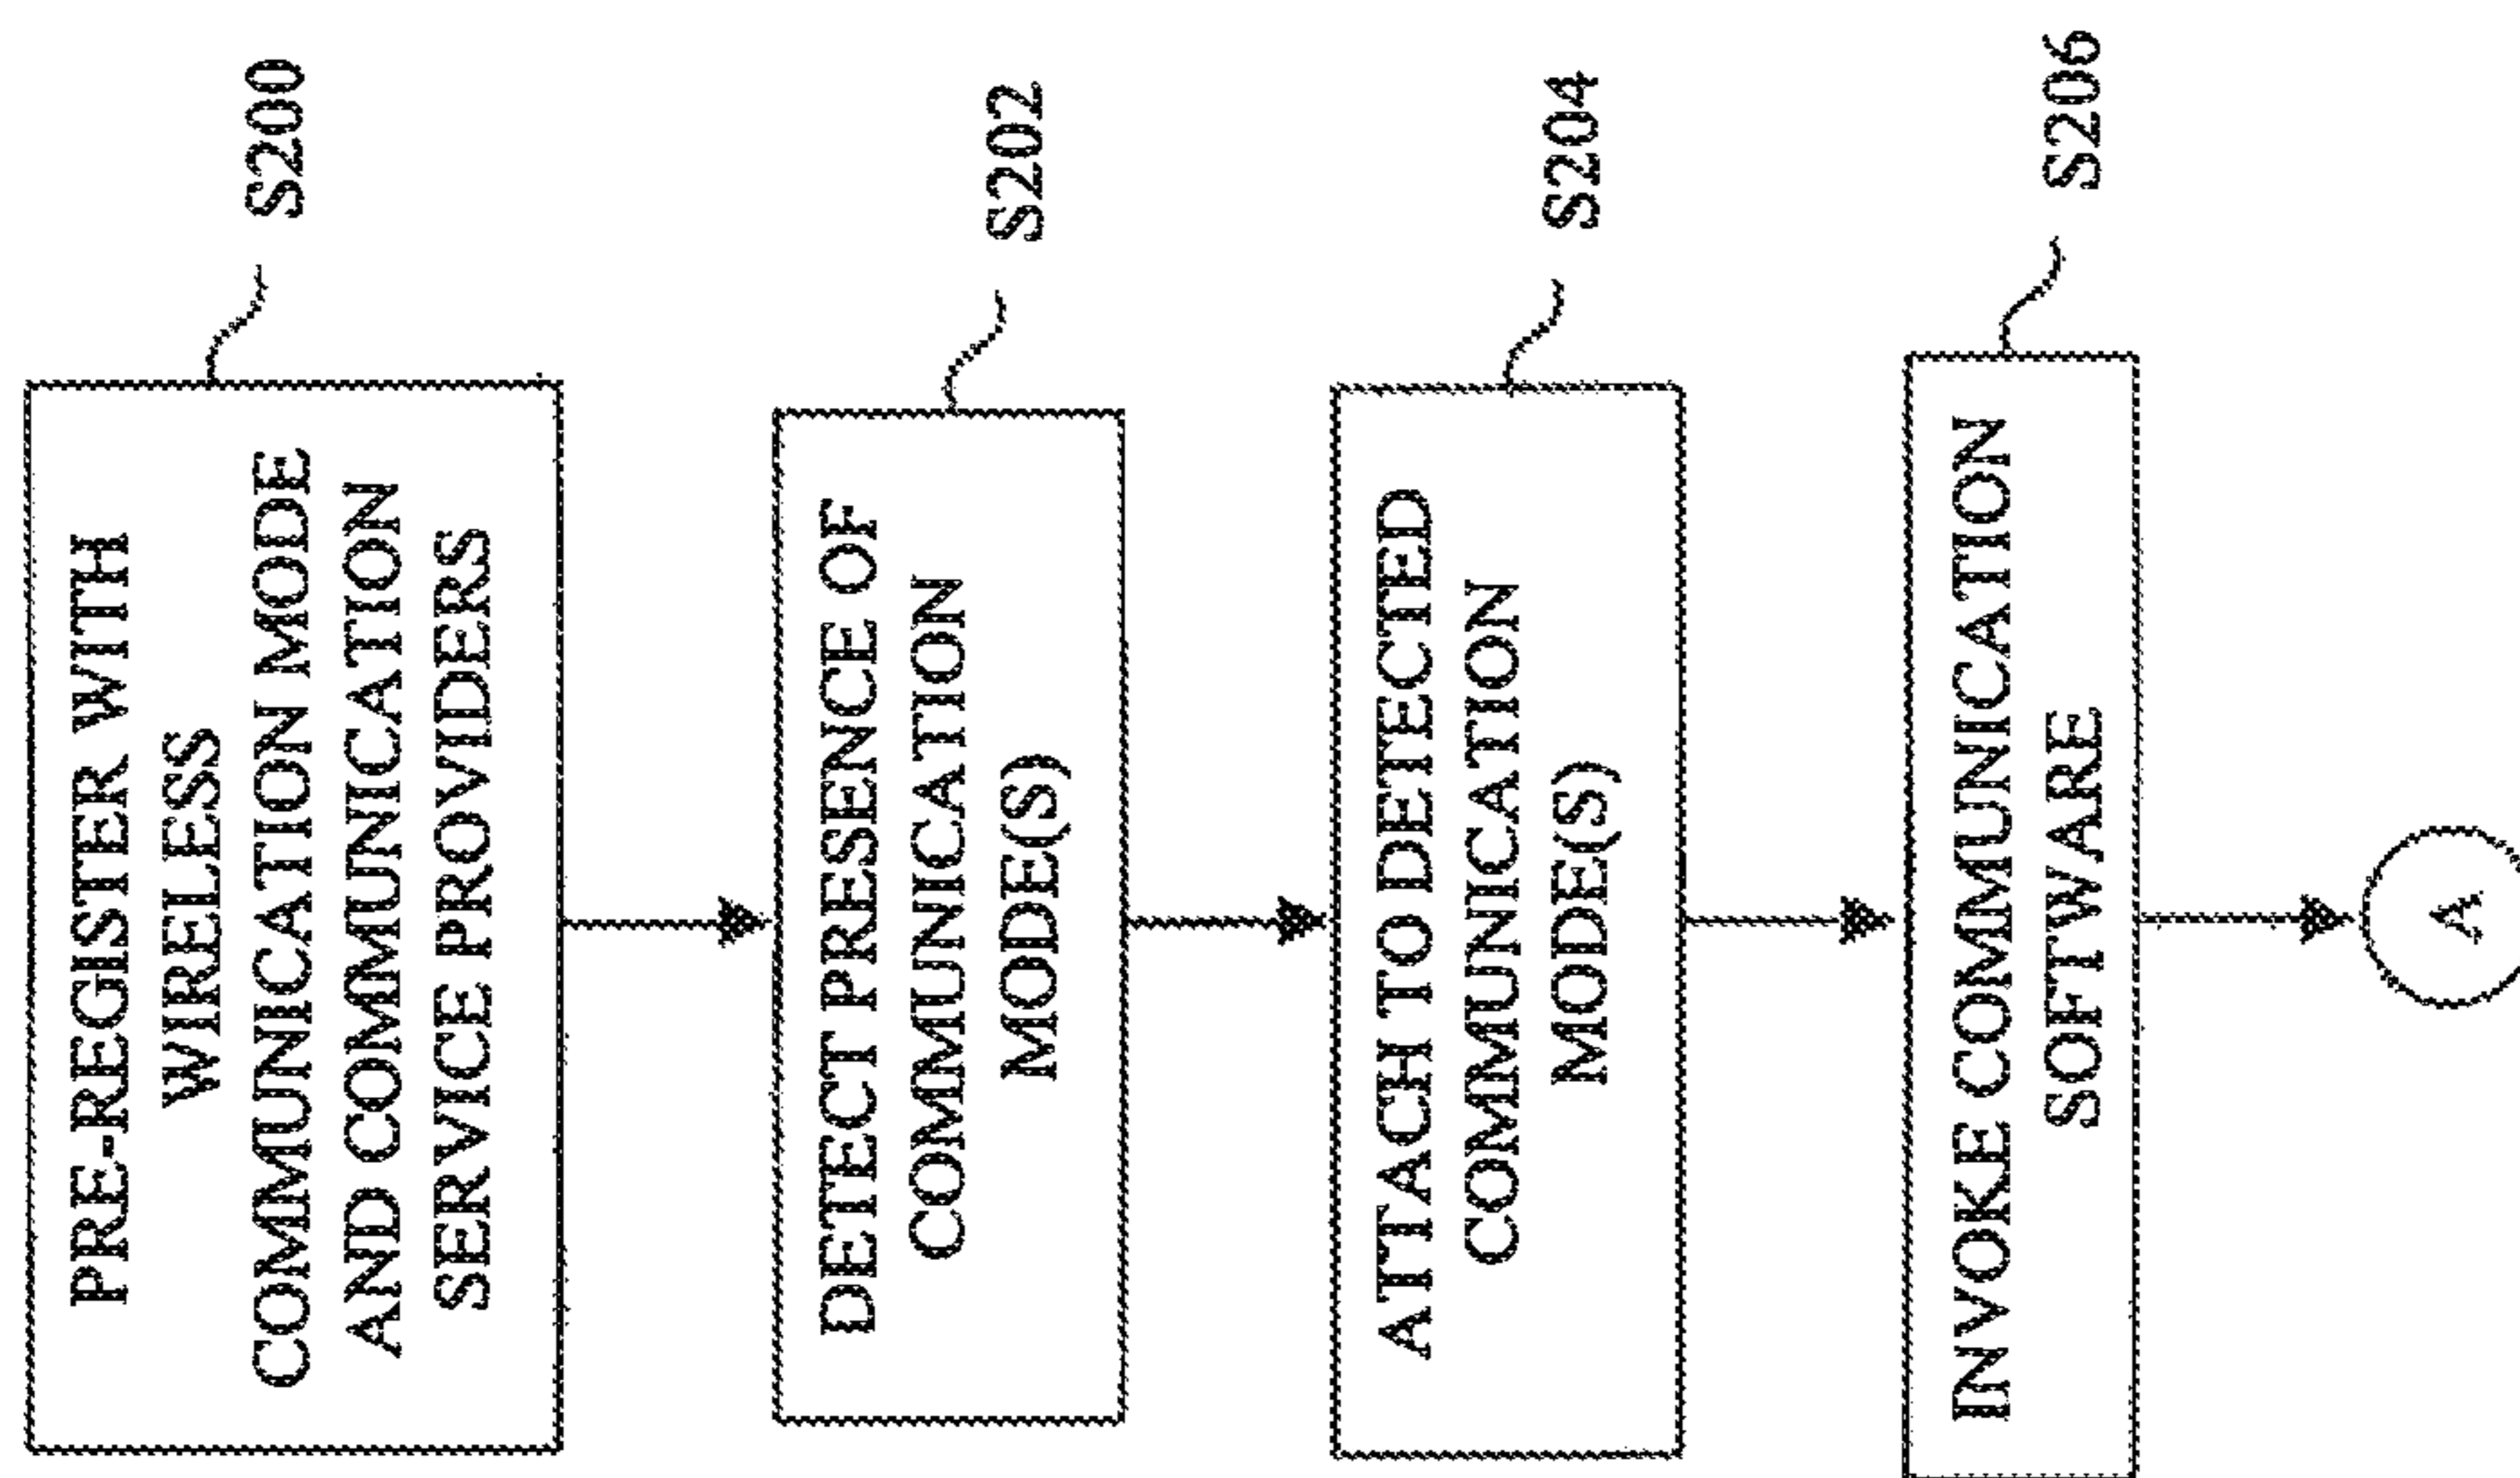 PRE-REGISTER WITH
WIRELESS
COMMUNICATION MODE
AND COMMUNICATION
SERVICE PROVIDERS
S200
DETECT PRESENCE OF
COMMUNICATION
MODE(S)
S202
ATTACH TO DETECTED
COMMUNICATION
MODE(S)
S204
INVOKE COMMUNICATION
SOFTWARE
S206
A